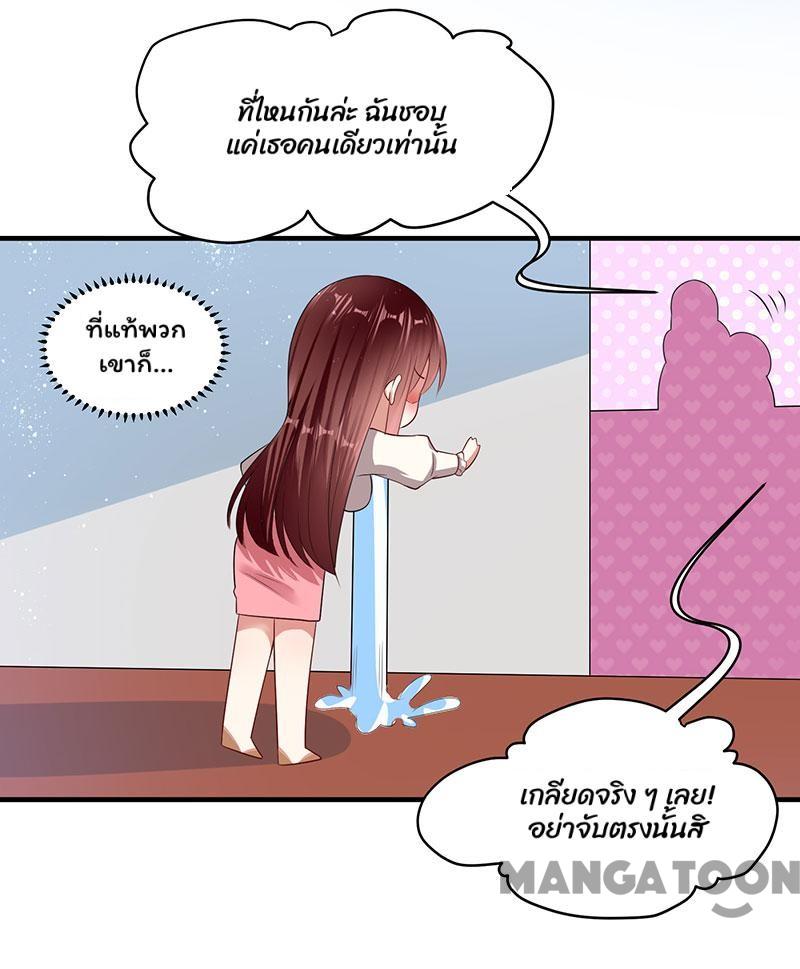 ที่ไหนกันล่ะ ฉันชอบ
แค่เธอคนเดียวเท่านั้น
ที่แท้พวก
เขาก็...
เกลียดจริง ๆ เลย!
อย่าจับตรงนั้นสิ
MANGATOON